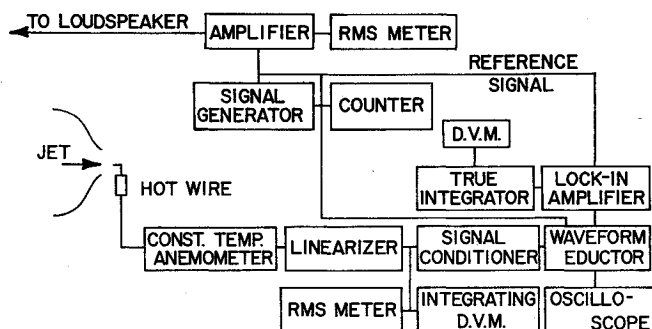 TO LOUDSPEAKER
AMPLIFIER
RMS METER
REFERENCE
SIGNAL
SIGNAL
GENERATOR
COUNTER
D.V.M.
JET
HOT WIRE
TRUE
INTEGRATOR
LOCK-IN
AMPLIFIER
CONST. TEMP.
ANEMOMETER
LINEARIZER
SIGNAL
CONDITIONER
WAVEFORM
EDUCTOR
RMS METER
INTEGRATING
D.V.M.
OSCILLO-
SCOPE